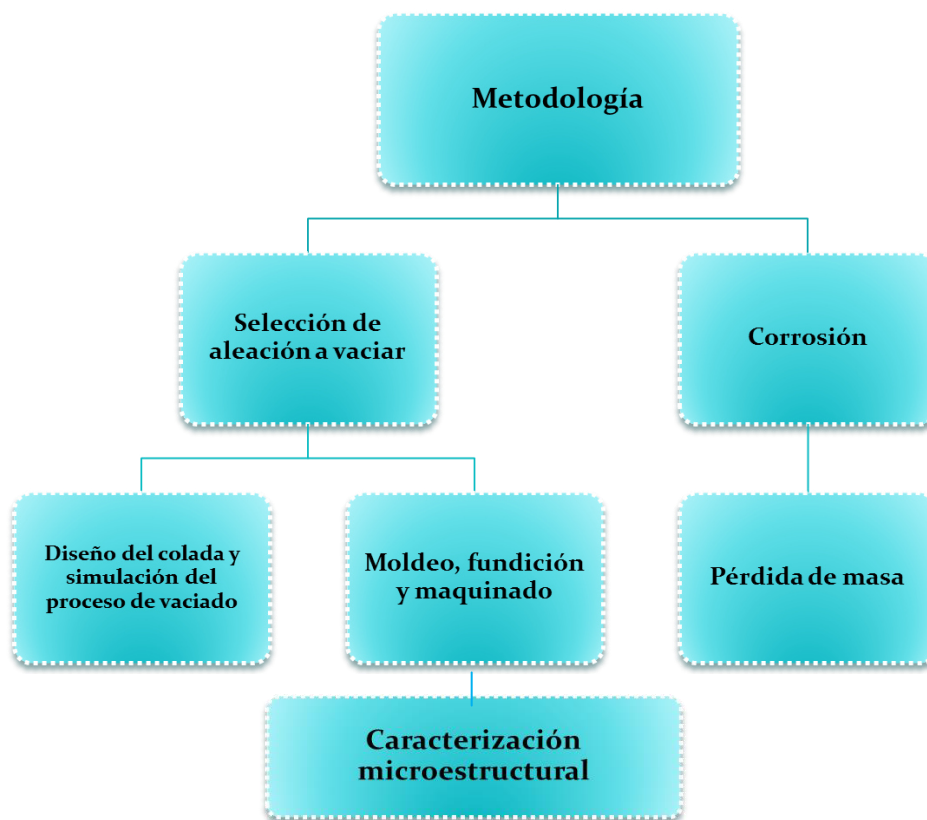 Metodología
Selección de
aleación a vaciar
Corrosión
Diseño del colada y
simulación del
proceso de vaciado
Moldeo, fundición
y maquinado
Pérdida de masa
Caracterización
microestructural